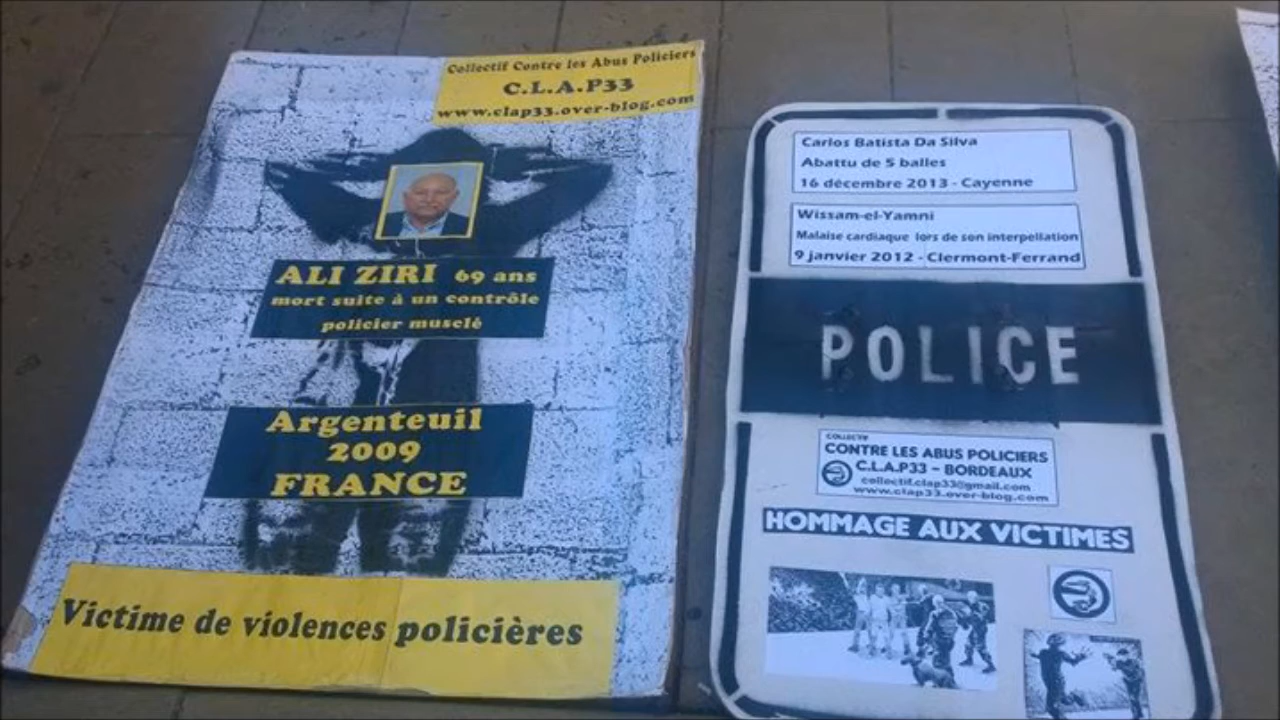 Collectif Contre les Abus Policiers
C.L.A.P33
www.clap33.over-blog.com
ALI ZIRI 69 ans
mort suite à un contrôle
policier musclé
Argenteuil
2009
FRANCE
Victime de violences policières
Carlos Batista Da Silva
Abattu de 5 balles
16 décembre 2013 - Cayenne
Wissam-el-Yamni
Malaise cardiaque lors de son interpellation
9 janvier 2012 - Clermont-Ferrand
POLICE
COLLECTIF
CONTRE LES ABUS POLICIERS
C.L.A.P33 - BORDEAUX
collectif.clap33@gmail.com
www.clap33.over-blog.com
HOMMAGE AUX VICTIMES